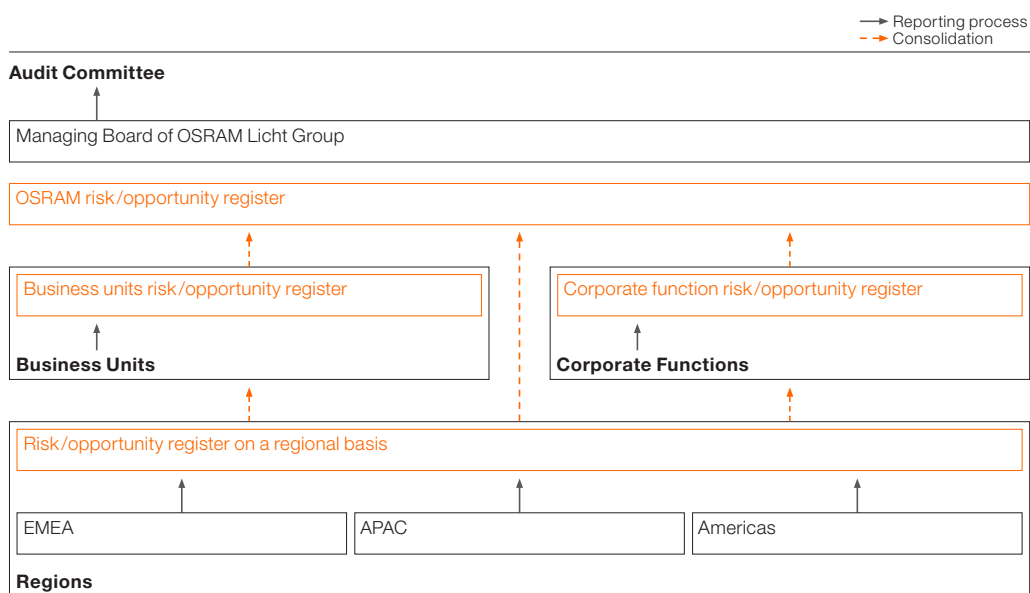 Reporting process
Consolidation
Audit Committee
Managing Board of OSRAM Licht Group
OSRAM risk/opportunity register
Business units risk/opportunity register
Corporate function risk/opportunity register
Business Units
Corporate Functions
Risk/opportunity register on a regional basis
EMEA
APAC
Americas
Regions